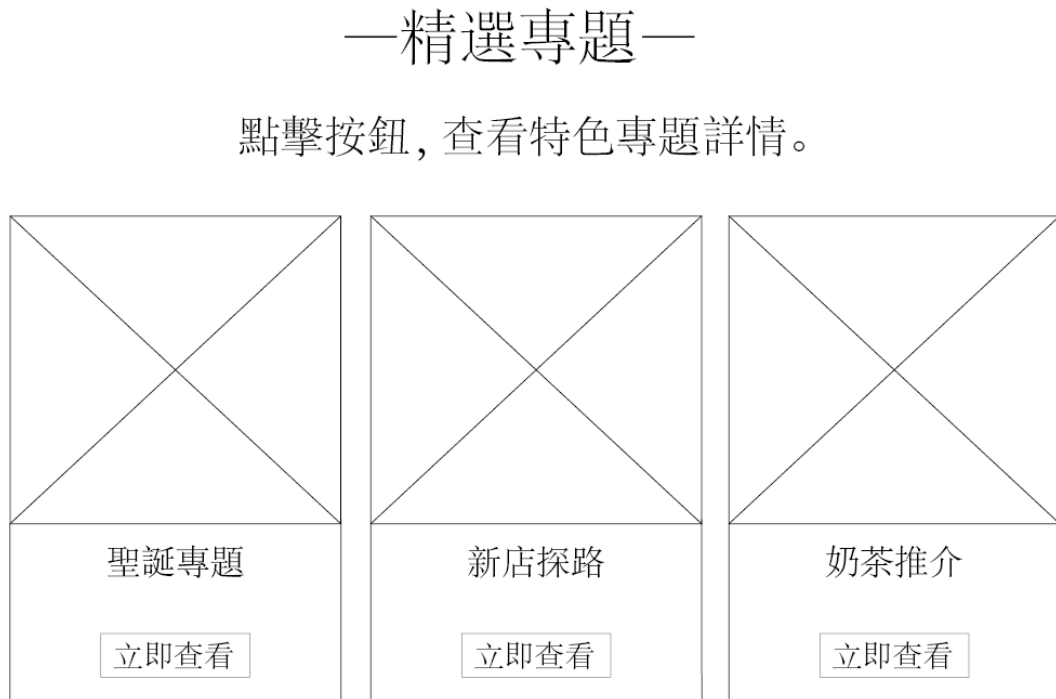 —精選專題—
點擊按鈕，查看特色專題詳情。
聖誕專題
新店探路
奶茶推介
立即查看
立即查看
立即查看